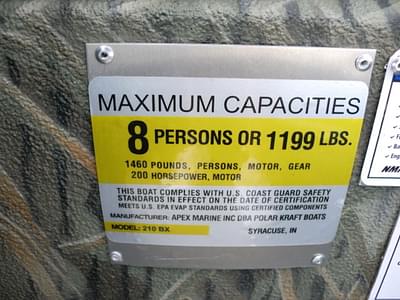 MAXIMUM CAPACITIES
8 PERSONS OR 1199 LBS.
1460 POUNDS, PERSONS, MOTOR, GEAR
200 HORSEPOWER, MOTOR
THIS BOAT COMPLIES WITH U.S. COAST GUARD SAFETY
STANDARDS IN EFFECT ON THE DATE OF CERTIFICATION
MEETS U.S. EPA EVAP STANDARDS USING CERTIFIED COMPONENTS
MANUFACTURER: APEX MARINE INC DBA POLAR KRAFT BOATS
MODEL: 210 BX SYRACUSE, IN